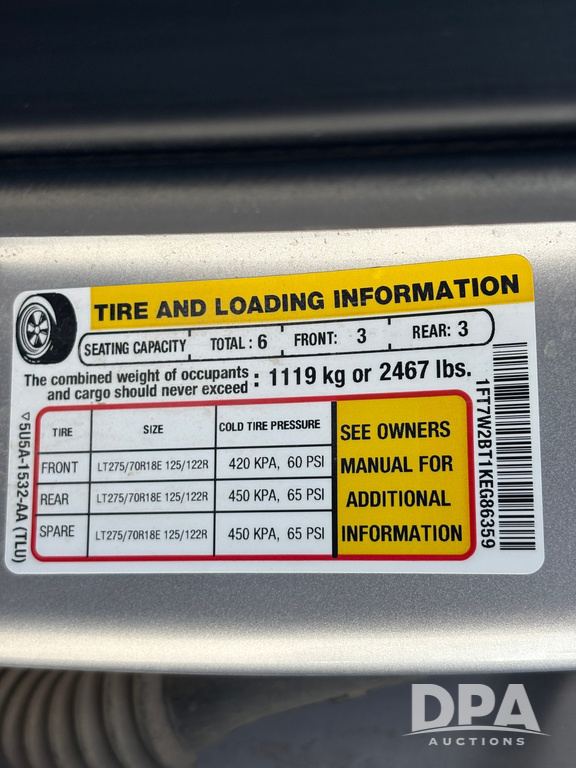 TIRE AND LOADING INFORMATION
SEATING CAPACITY TOTAL : 6 FRONT: 3 REAR: 3
The combined weight of occupants
and cargo should never exceed : 1119 kg or 2467 lbs.
TIRE SIZE COLD TIRE PRESSURE
FRONT LT275/70R18E 125/122R 420 KPA, 60 PSI
REAR LT275/70R18E 125/122R 450 KPA, 65 PSI
SPARE LT275/70R18E 125/122R 450 KPA, 65 PSI
SEE OWNERS
MANUAL FOR
ADDITIONAL
INFORMATION
▽5U5A-1532-AA (TLU)
1FT7W2BT1KEG86359
DPA
AUCTIONS